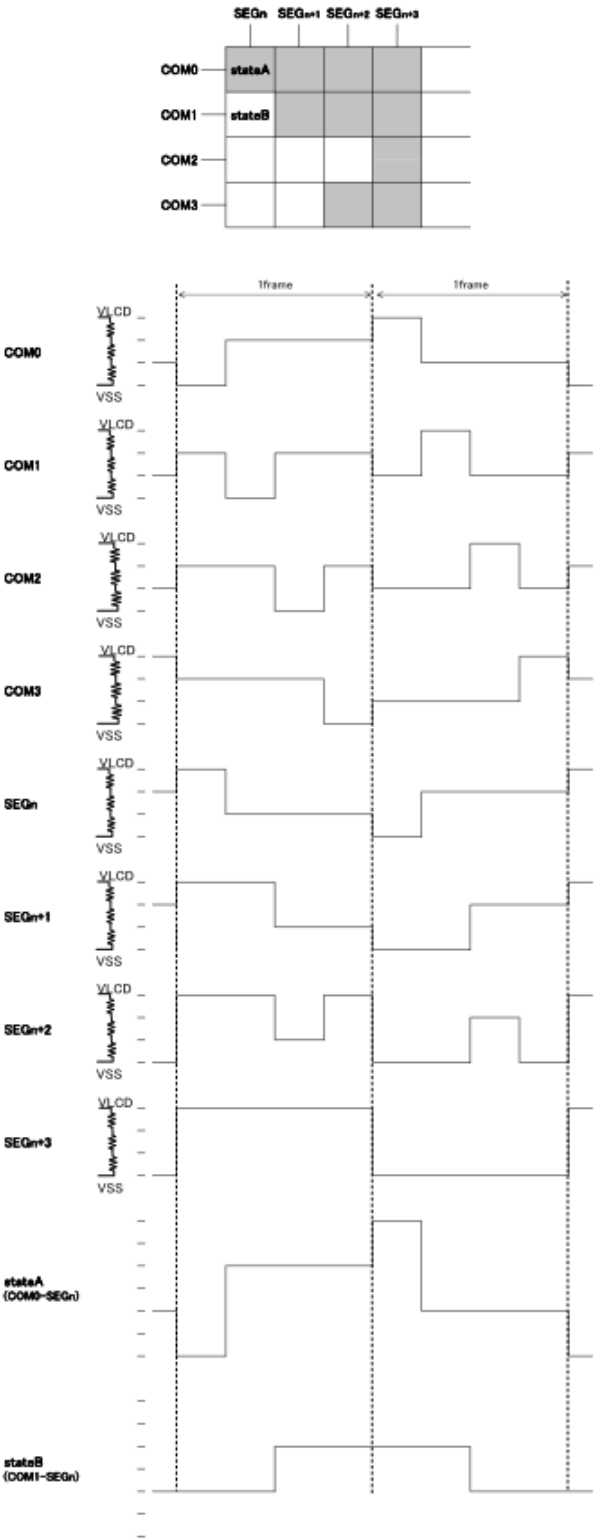 SEGn SEGn+1 SEGn+2 SEGn+3
COM0 stateA
COM1 stateB
COM2
COM3
1frame 1frame
VLCD
COM0
VSS
VLCD
COM1
VSS
VLCD
COM2
VSS
VLCD
COM3
VSS
VLCD
SEGn
VSS
VLCD
SEGn+1
VSS
VLCD
SEGn+2
VSS
VLCD
SEGn+3
VSS
stateA
(COM0-SEGn)
stateB
(COM1-SEGn)